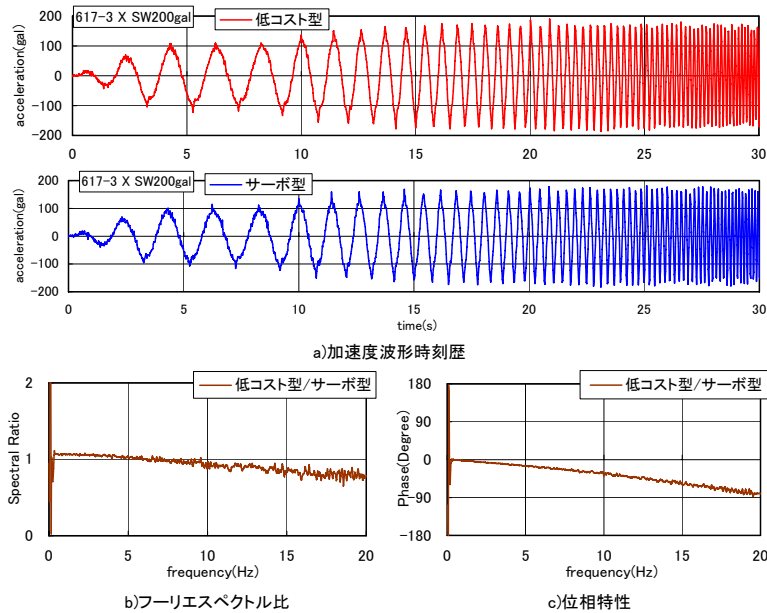 617-3 X SW200gal
低コスト型
acceleration(gal)
200
100
0
-100
-200
0
5
10
15
20
25
30
617-3 X SW200gal
サーボ型
acceleration(gal)
200
100
0
-100
-200
0
5
10
15
20
25
30
time(s)
a)加速度波形時刻歴
低コスト型/サーボ型
Spectral Ratio
2
1
0
0
5
10
15
20
frequency(Hz)
b)フーリエスペクトル比
低コスト型/サーボ型
Phase(Degree)
180
90
0
-90
-180
0
5
10
15
20
frequency(Hz)
c)位相特性